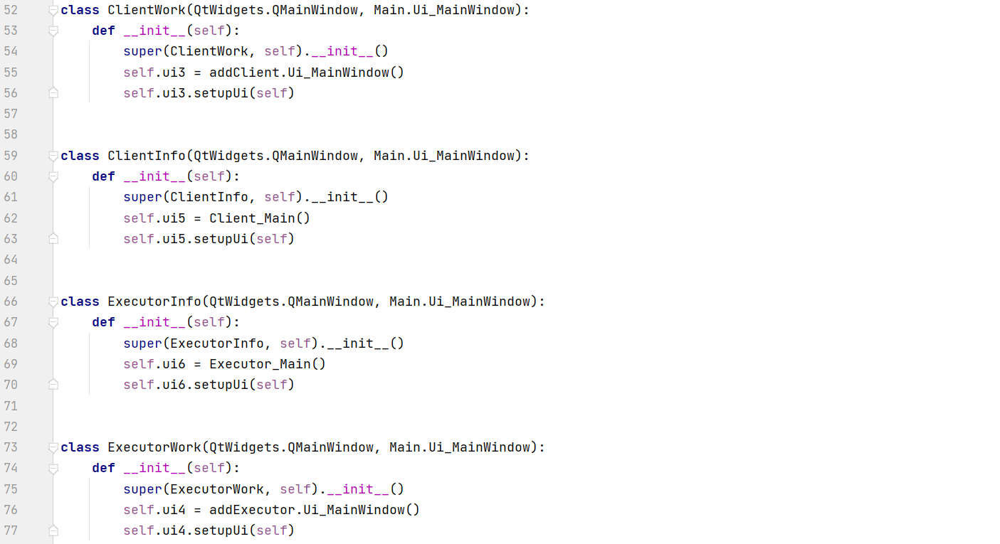 52 class ClientWork(QtWidgets.QMainWindow, Main.Ui_MainWindow):
53     def __init__(self):
54         super(ClientWork, self).__init__()
55         self.ui3 = addClient.Ui_MainWindow()
56         self.ui3.setupUi(self)
57
58
59 class ClientInfo(QtWidgets.QMainWindow, Main.Ui_MainWindow):
60     def __init__(self):
61         super(ClientInfo, self).__init__()
62         self.ui5 = Client_Main()
63         self.ui5.setupUi(self)
64
65
66 class ExecutorInfo(QtWidgets.QMainWindow, Main.Ui_MainWindow):
67     def __init__(self):
68         super(ExecutorInfo, self).__init__()
69         self.ui6 = Executor_Main()
70         self.ui6.setupUi(self)
71
72
73 class ExecutorWork(QtWidgets.QMainWindow, Main.Ui_MainWindow):
74     def __init__(self):
75         super(ExecutorWork, self).__init__()
76         self.ui4 = addExecutor.Ui_MainWindow()
77         self.ui4.setupUi(self)